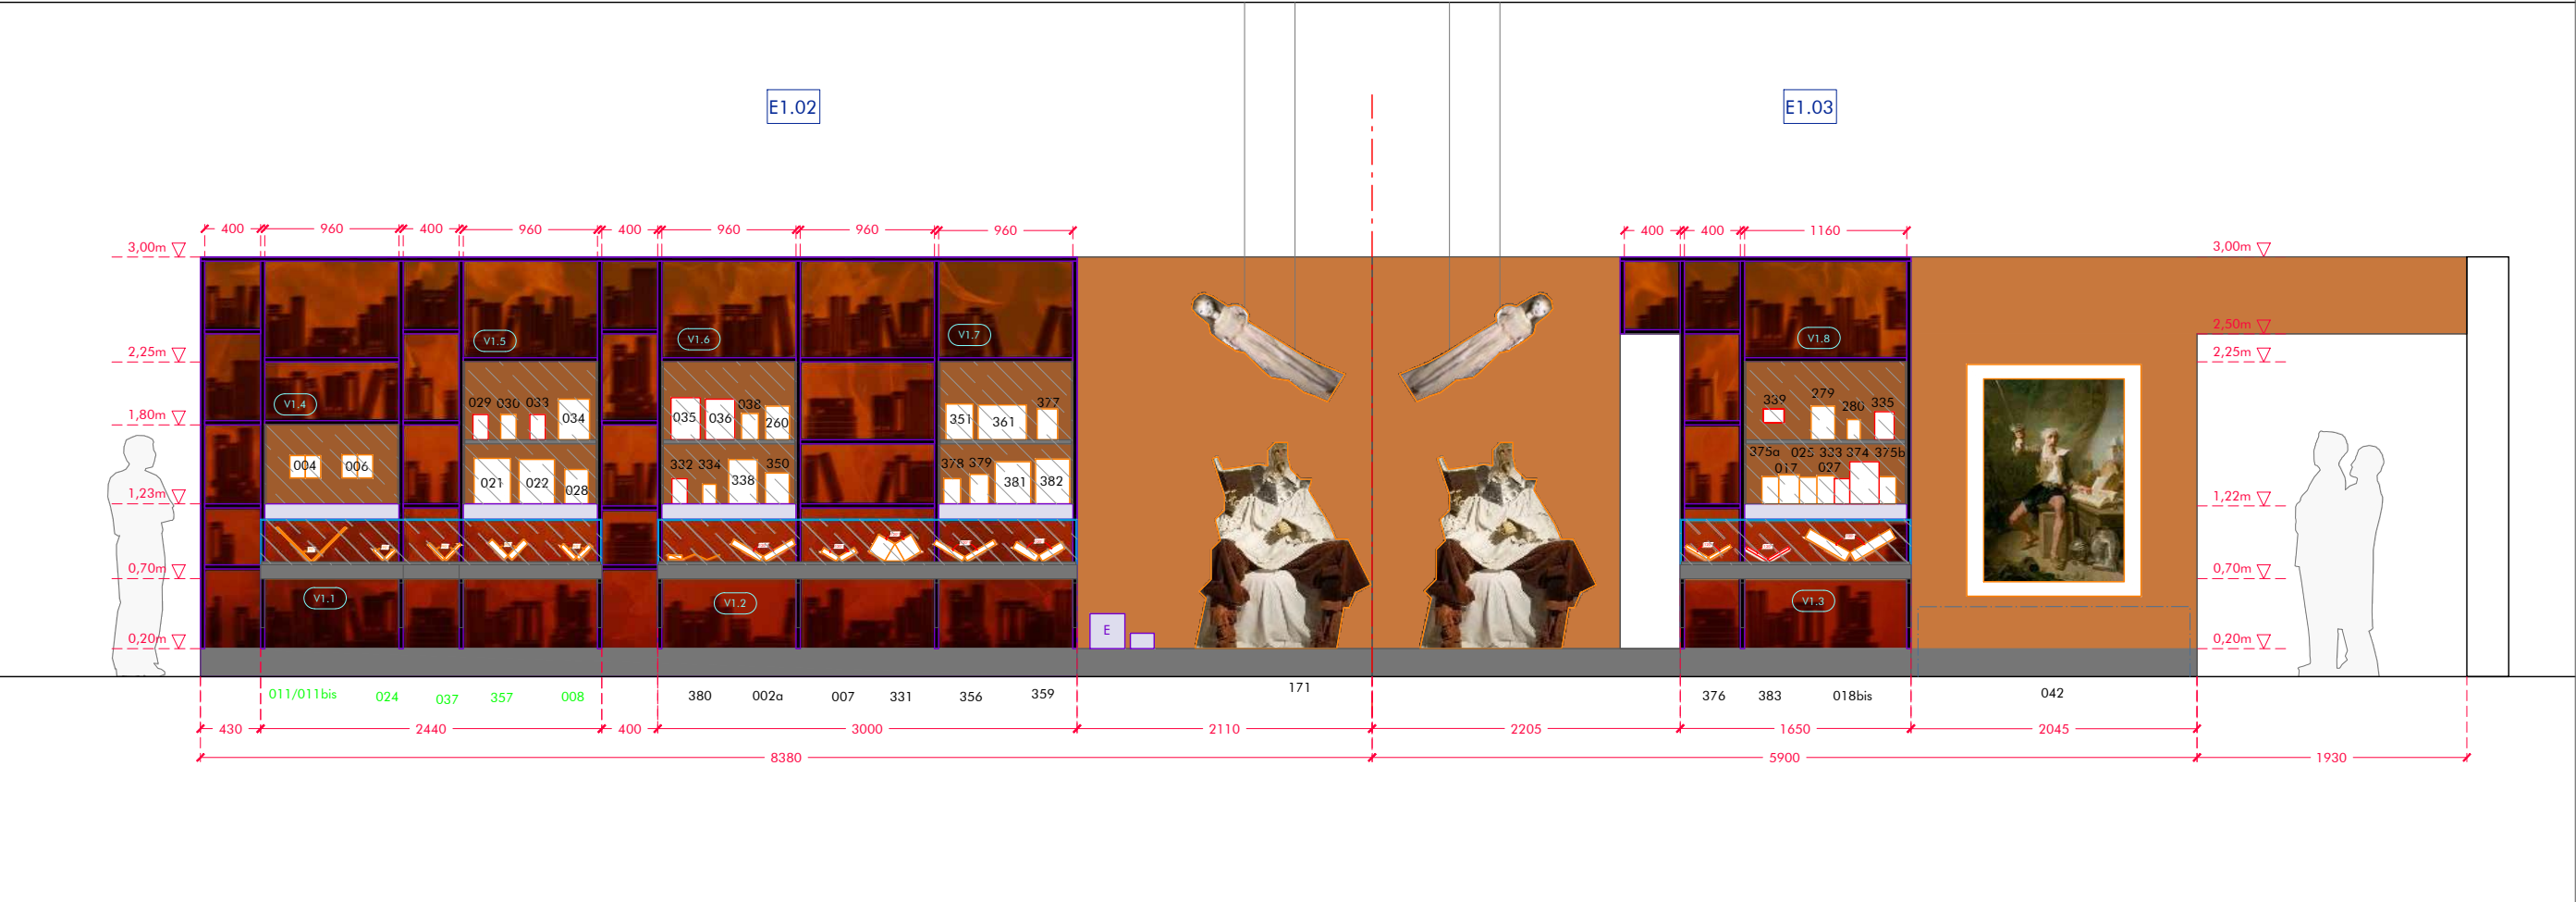 E1.02 E1.03
400 960 400 960 400 960 960 960 400 400 1160
3,00m 3,00m
2,50m
2,25m 2,25m
V1.5 V1.6 V1.7 V1.8
V1.4
1,80m
029 030 033 034 035 036 038 260 351 361 377 339 279 280 335
004 006 021 022 028 332 334 338 350 378 379 381 382 375a 025 333 374 375b
017 027
1,23m 1,22m
0,70m 0,70m
V1.1 V1.2 V1.3
E
0,20m 0,20m
011/011bis 024 037 357 008 380 002a 007 331 356 359 171 376 383 018bis 042
430 2440 400 3000 2110 2205 1650 2045
8380 5900 1930